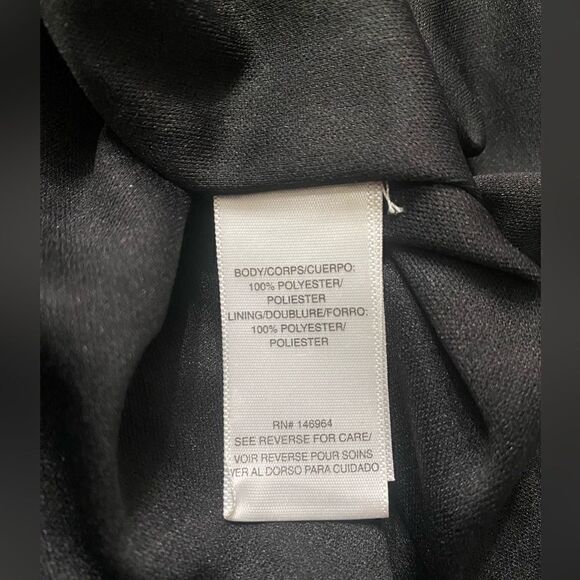 BODY/CORPS/CUERPO:
100% POLYESTER/
POLIESTER
LINING/DOUBLURE/FORRO:
100% POLYESTER/
POLIESTER
RN# 146964
SEE REVERSE FOR CARE/
VOIR REVERSE POUR SOINS
VER AL DORSO PARA CUIDADO